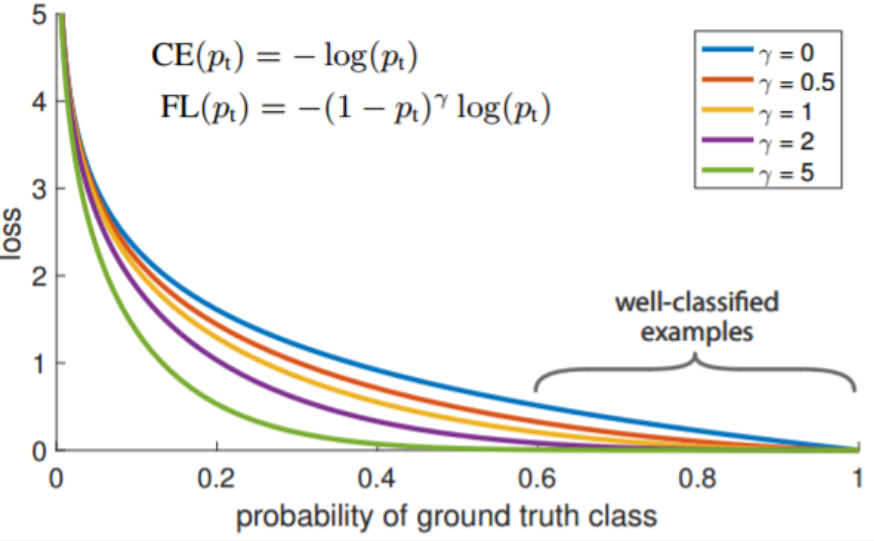 5
CE(pₜ) = − log(pₜ)
FL(pₜ) = −(1 − pₜ)^γ log(pₜ)
γ = 0
γ = 0.5
γ = 1
γ = 2
γ = 5
4
3
2
1
0
loss
well-classified
examples
0 0.2 0.4 0.6 0.8 1
probability of ground truth class